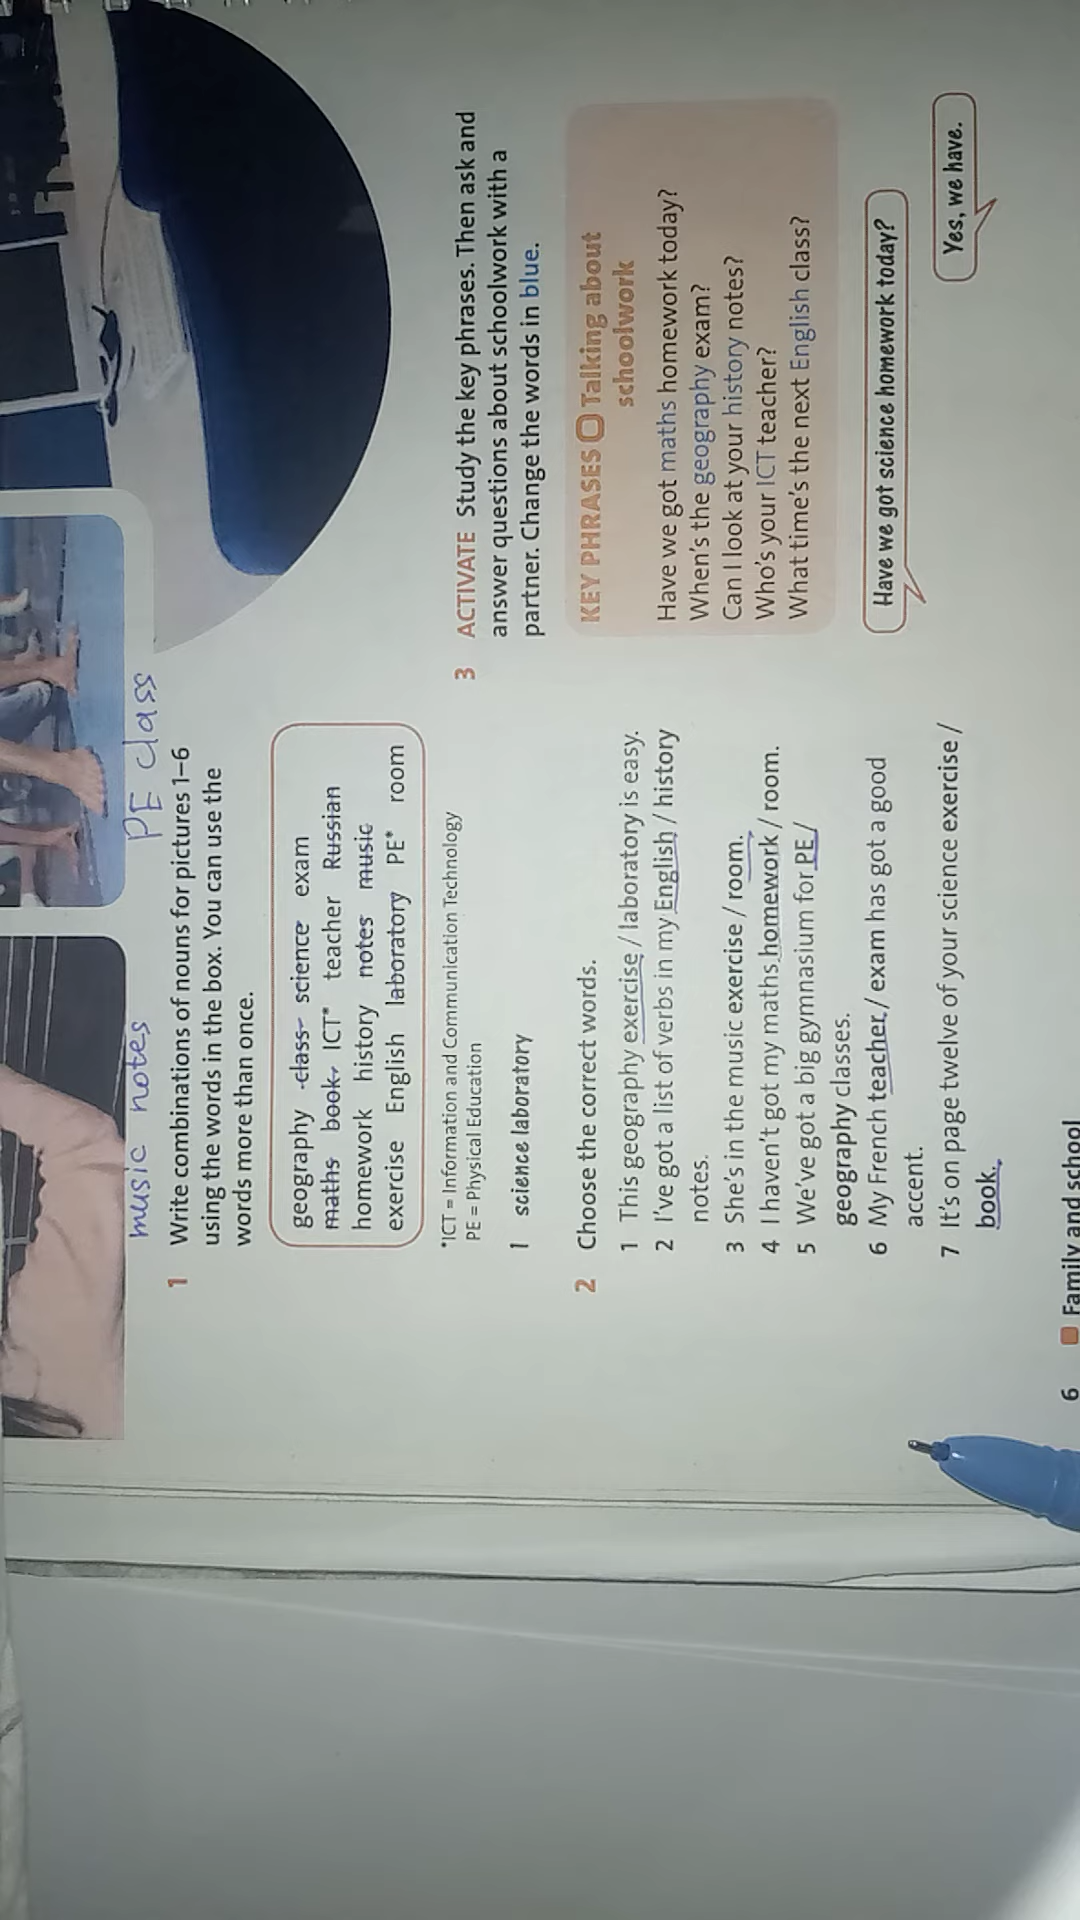 music notes
PE class
1 Write combinations of nouns for pictures 1–6
using the words in the box. You can use the
words more than once.
geography class science exam
maths book ICT* teacher Russian
homework history notes music
exercise English laboratory PE* room
*ICT = Information and Communication Technology
PE = Physical Education
1 science laboratory
2 Choose the correct words.
1 This geography exercise / laboratory is easy.
2 I've got a list of verbs in my English / history
notes.
3 She's in the music exercise / room.
4 I haven't got my maths homework / room.
5 We've got a big gymnasium for PE /
geography classes.
6 My French teacher / exam has got a good
accent.
7 It's on page twelve of your science exercise /
book.
3 ACTIVATE Study the key phrases. Then ask and
answer questions about schoolwork with a
partner. Change the words in blue.
KEY PHRASES Talking about
schoolwork
Have we got maths homework today?
When's the geography exam?
Can I look at your history notes?
Who's your ICT teacher?
What time's the next English class?
Have we got science homework today?
Yes, we have.
6 Family and school